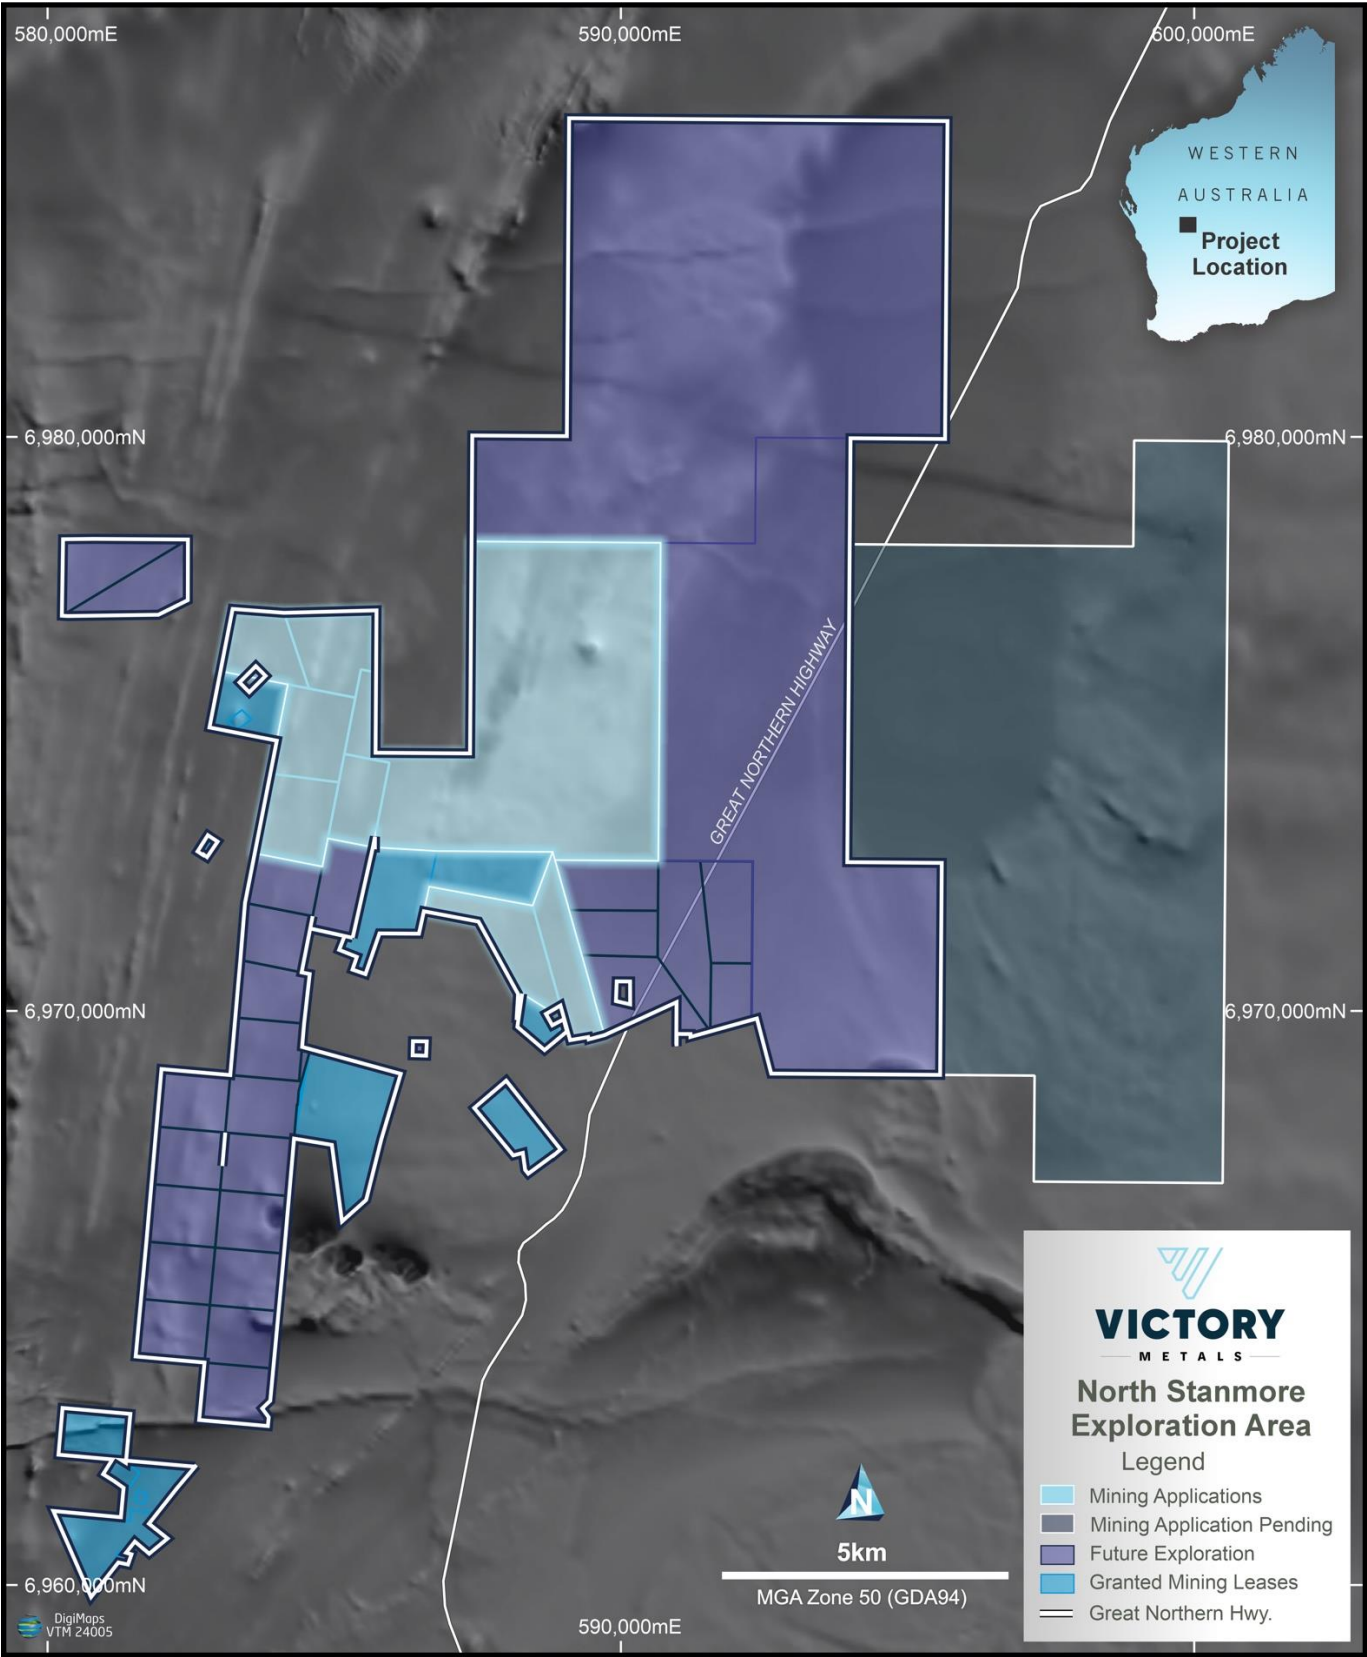 580,000mE
590,000mE
600,000mE
WESTERN
AUSTRALIA
Project
Location
6,980,000mN
6,980,000mN
GREAT NORTHERN HIGHWAY
6,970,000mN
6,970,000mN
VICTORY
METALS
North Stanmore
Exploration Area
Legend
Mining Applications
Mining Application Pending
Future Exploration
Granted Mining Leases
Great Northern Hwy.
N
5km
MGA Zone 50 (GDA94)
6,960,000mN
DigiMaps
VTM 24005
590,000mE